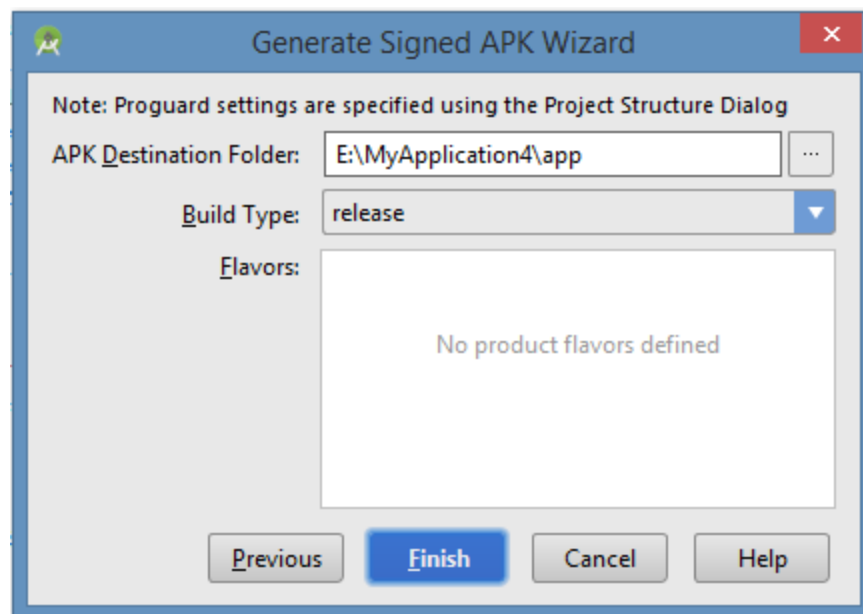 Generate Signed APK Wizard
Note: Proguard settings are specified using the Project Structure Dialog
APK Destination Folder: E:\MyApplication4\app ...
Build Type: release
Flavors:
No product flavors defined
Previous Finish Cancel Help